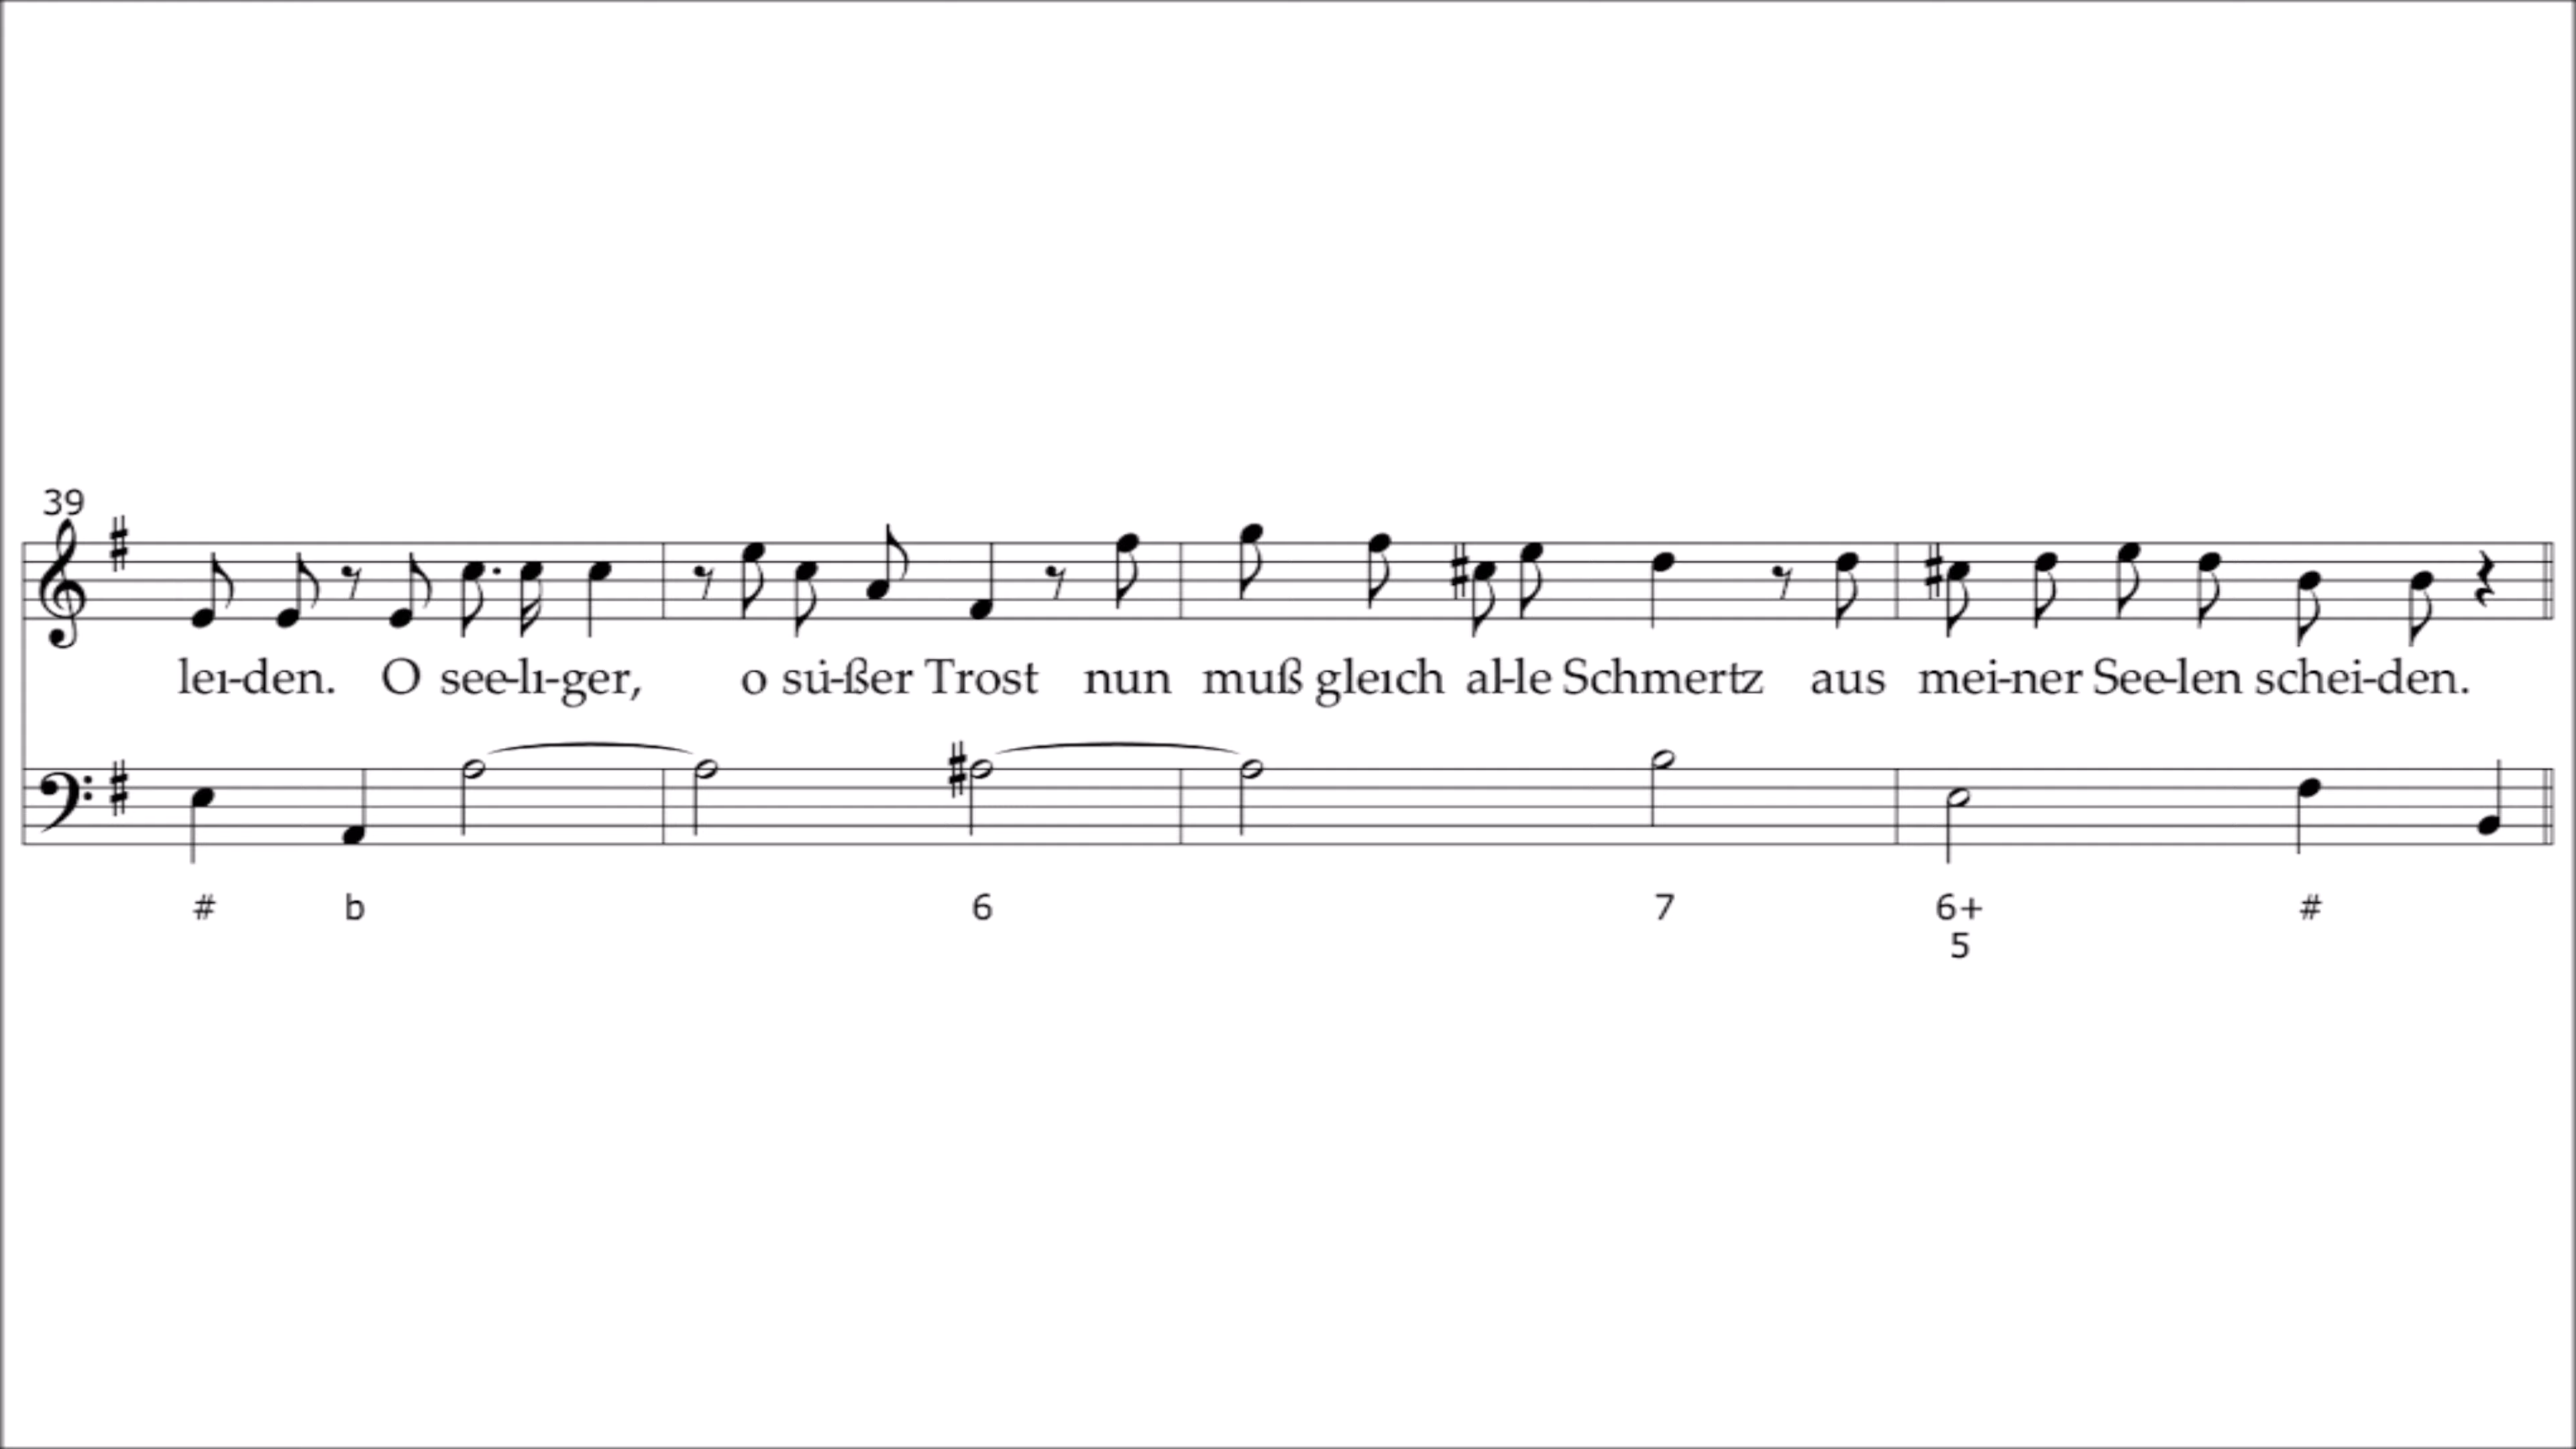 39
lei-den. O see-li-ger, o sü-ßer Trost nun muß gleich al-le Schmertz aus mei-ner See-len schei-den.
# b 6 7 6+ #
5